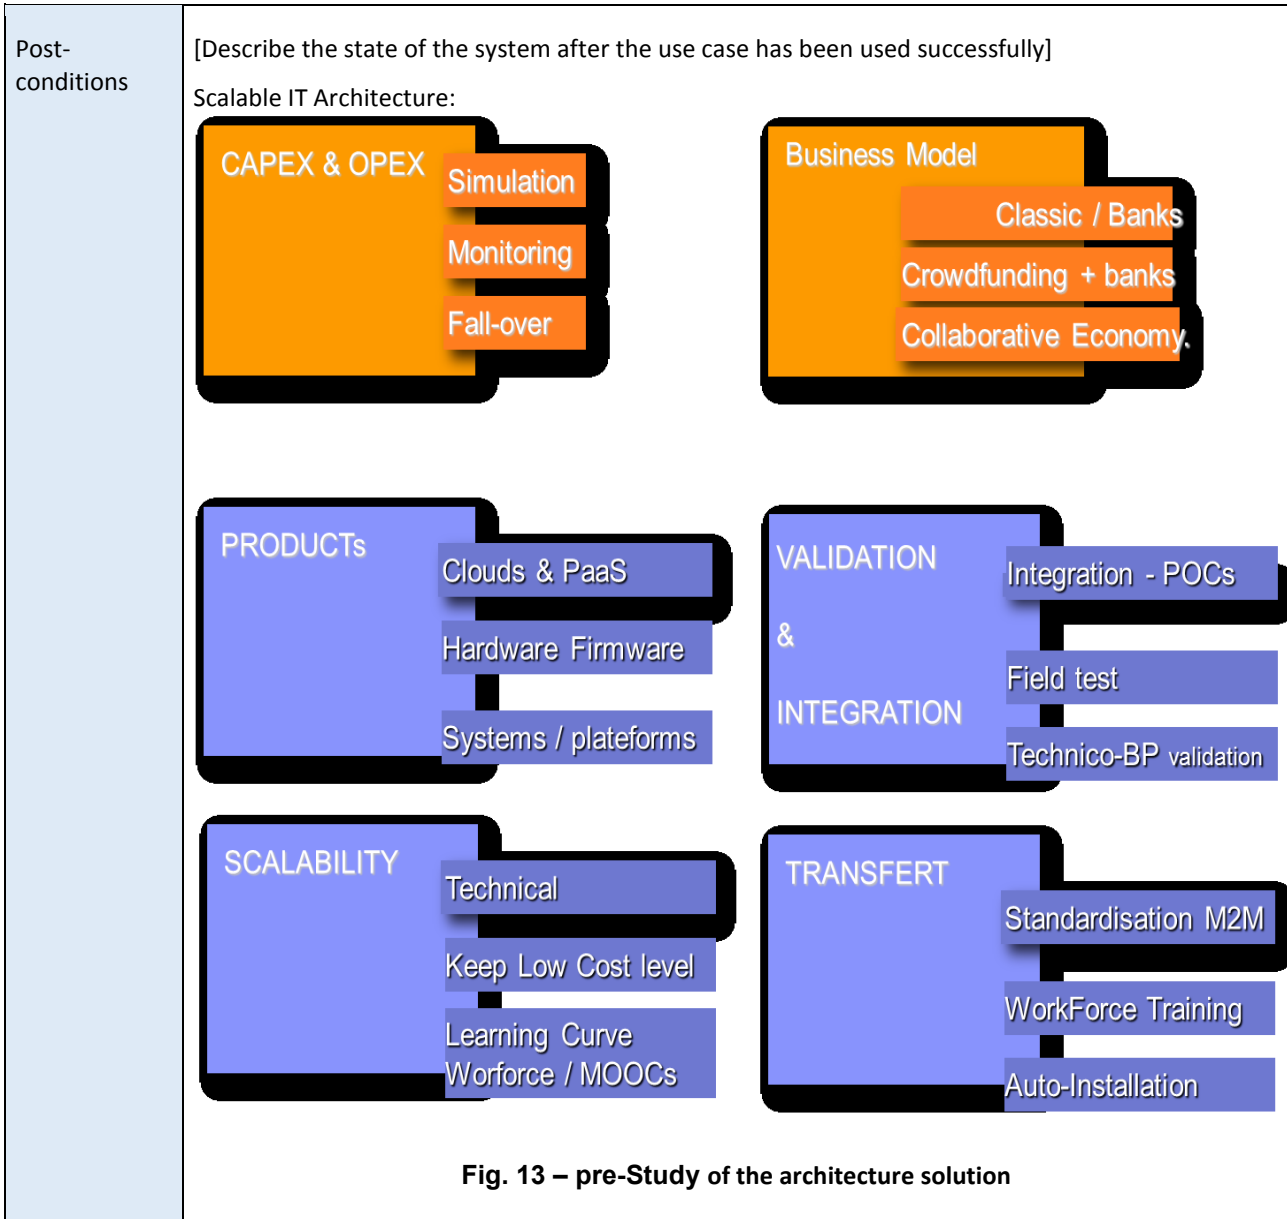 Post-
conditions
[Describe the state of the system after the use case has been used successfully]
Scalable IT Architecture:
CAPEX & OPEX
Simulation
Monitoring
Fall-over
Business Model
Classic / Banks
Crowdfunding + banks
Collaborative Economy.
PRODUCTs
Clouds & PaaS
Hardware Firmware
Systems / plateforms
VALIDATION
&
INTEGRATION
Integration - POCs
Field test
Technico-BP validation
SCALABILITY
Technical
Keep Low Cost level
Learning Curve
Worforce / MOOCs
TRANSFERT
Standardisation M2M
WorkForce Training
Auto-Installation
Fig. 13 – pre-Study of the architecture solution